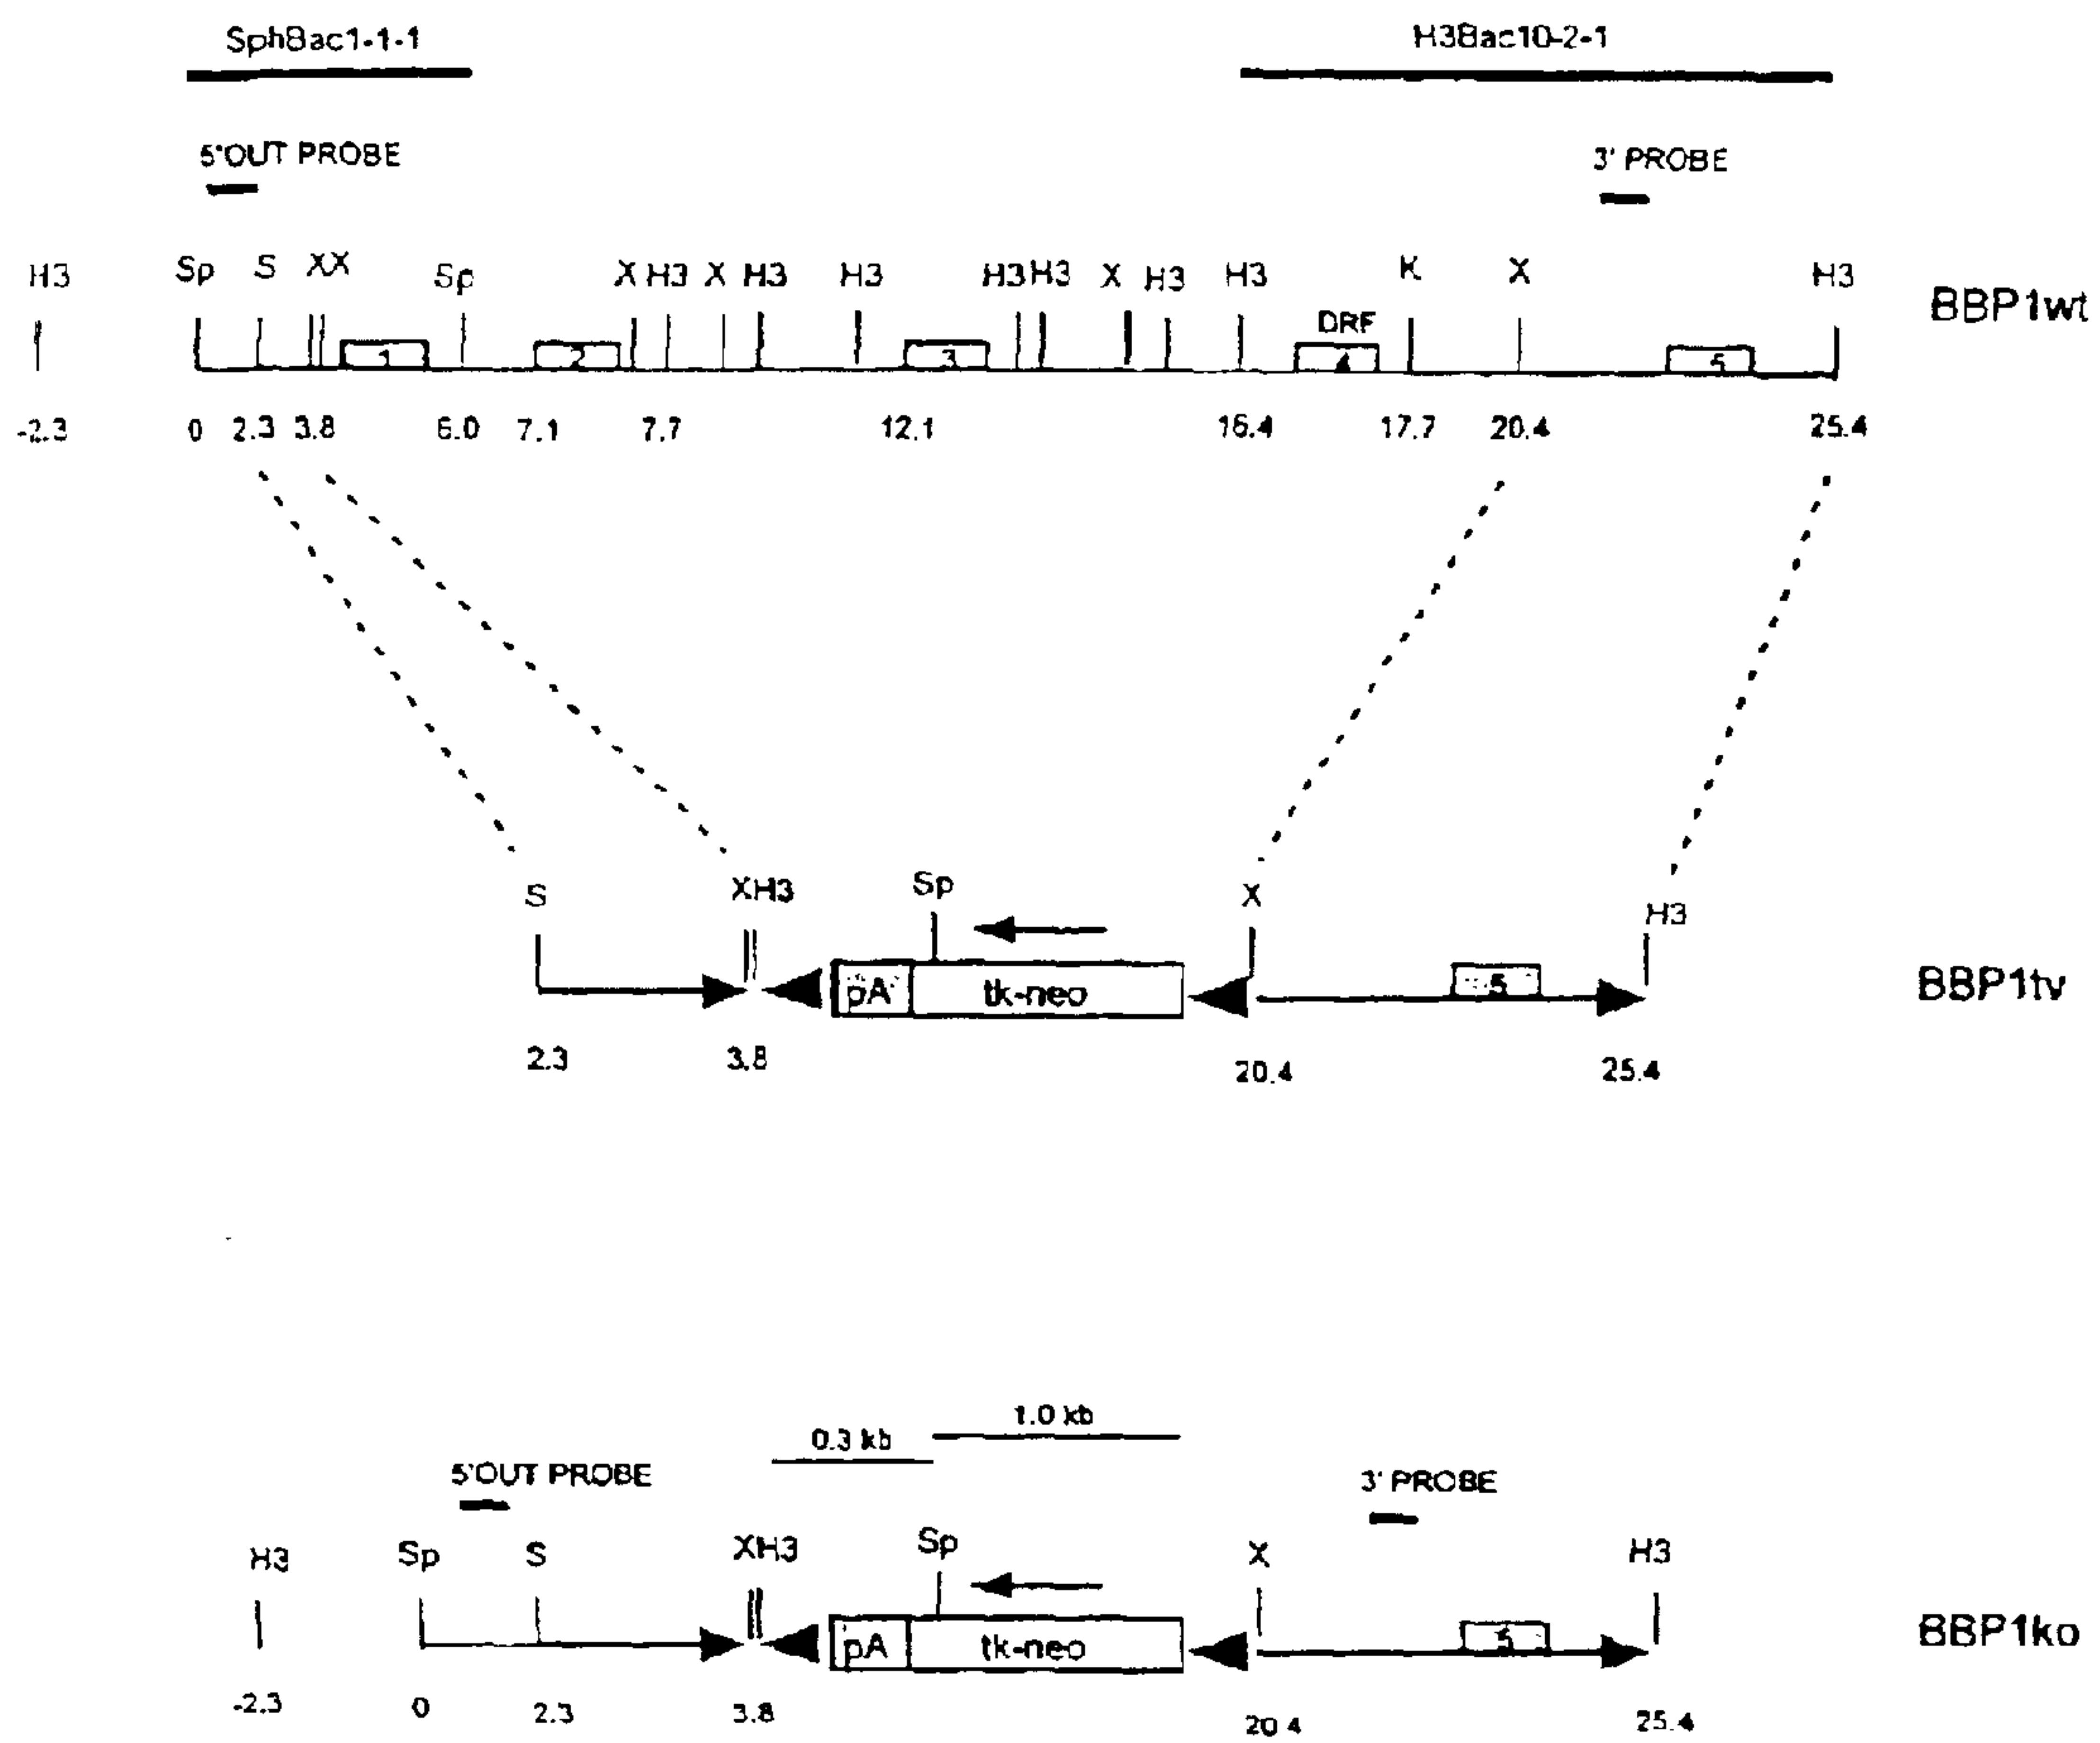 Sph8ac1-1-1 H3Bac10-2-1
5'OUT PROBE 3' PROBE
H3 Sp S XX Sp X H3 X H3 H3 H3 H3 X H3 H3 K X H3
BBP1wt
1 2 3 DRF 4 5
-2.3 0 2.3 3.8 6.0 7.1 7.7 12.1 16.4 17.7 20.4 25.4
S XH3 Sp X H3
pA tk-neo 5
BBP1tv
2.3 3.8 20.4 25.4
1.0 kb
0.3 kb
5'OUT PROBE 3' PROBE
H3 Sp S XH3 Sp X H3
pA tk-neo 5
BBP1ko
-2.3 0 2.3 3.8 20.4 25.4